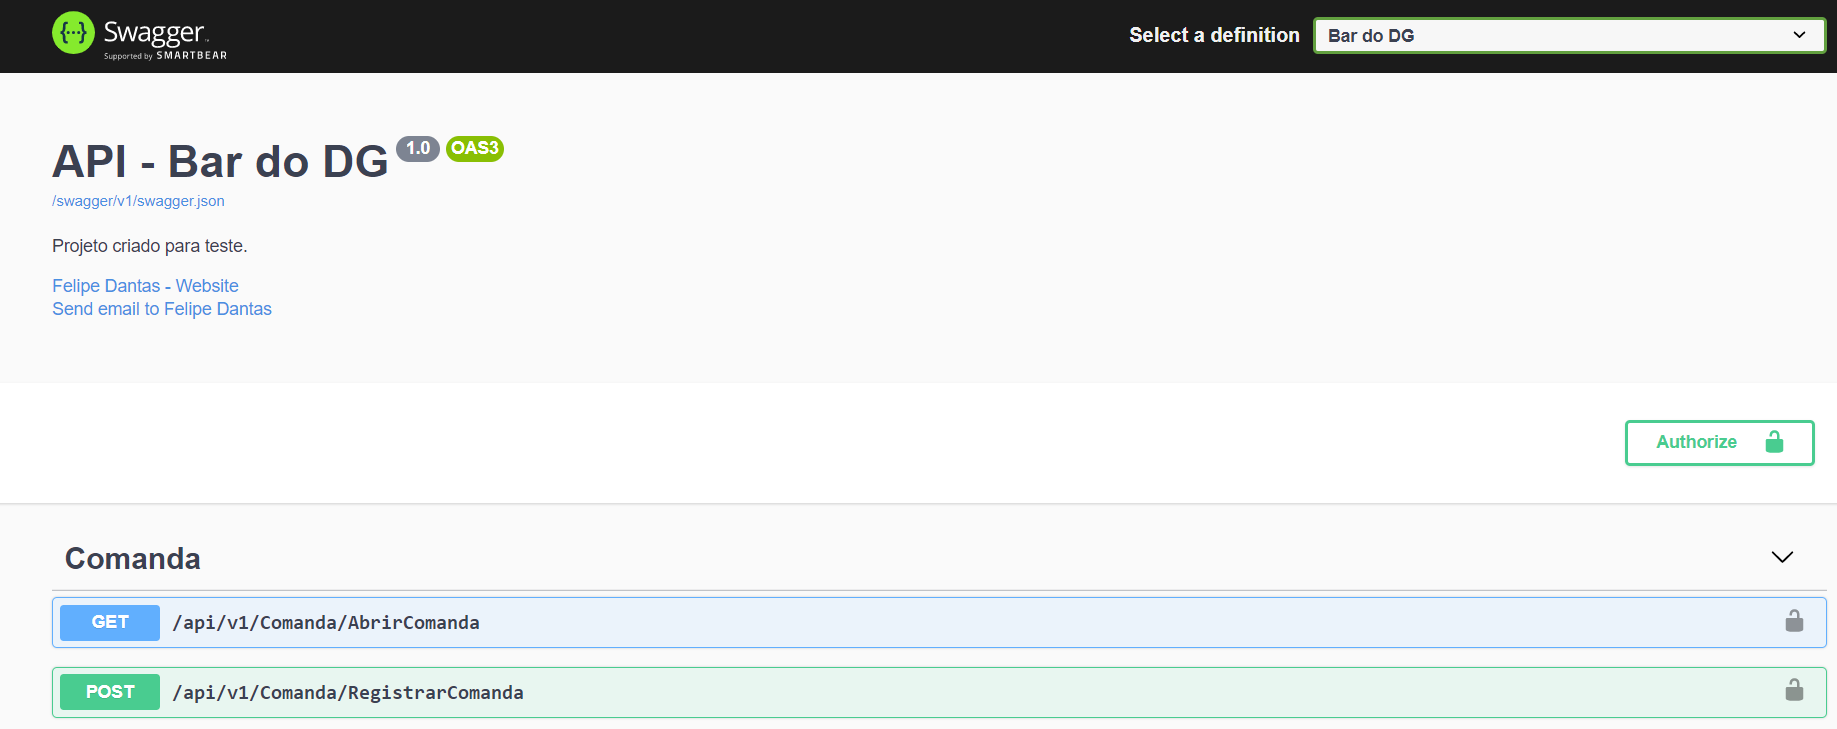 Swagger
Supported by SMARTBEAR
Select a definition
Bar do DG
API - Bar do DG 1.0 OAS3
/swagger/v1/swagger.json
Projeto criado para teste.
Felipe Dantas - Website
Send email to Felipe Dantas
Authorize
Comanda
GET /api/v1/Comanda/AbrirComanda
POST /api/v1/Comanda/RegistrarComanda